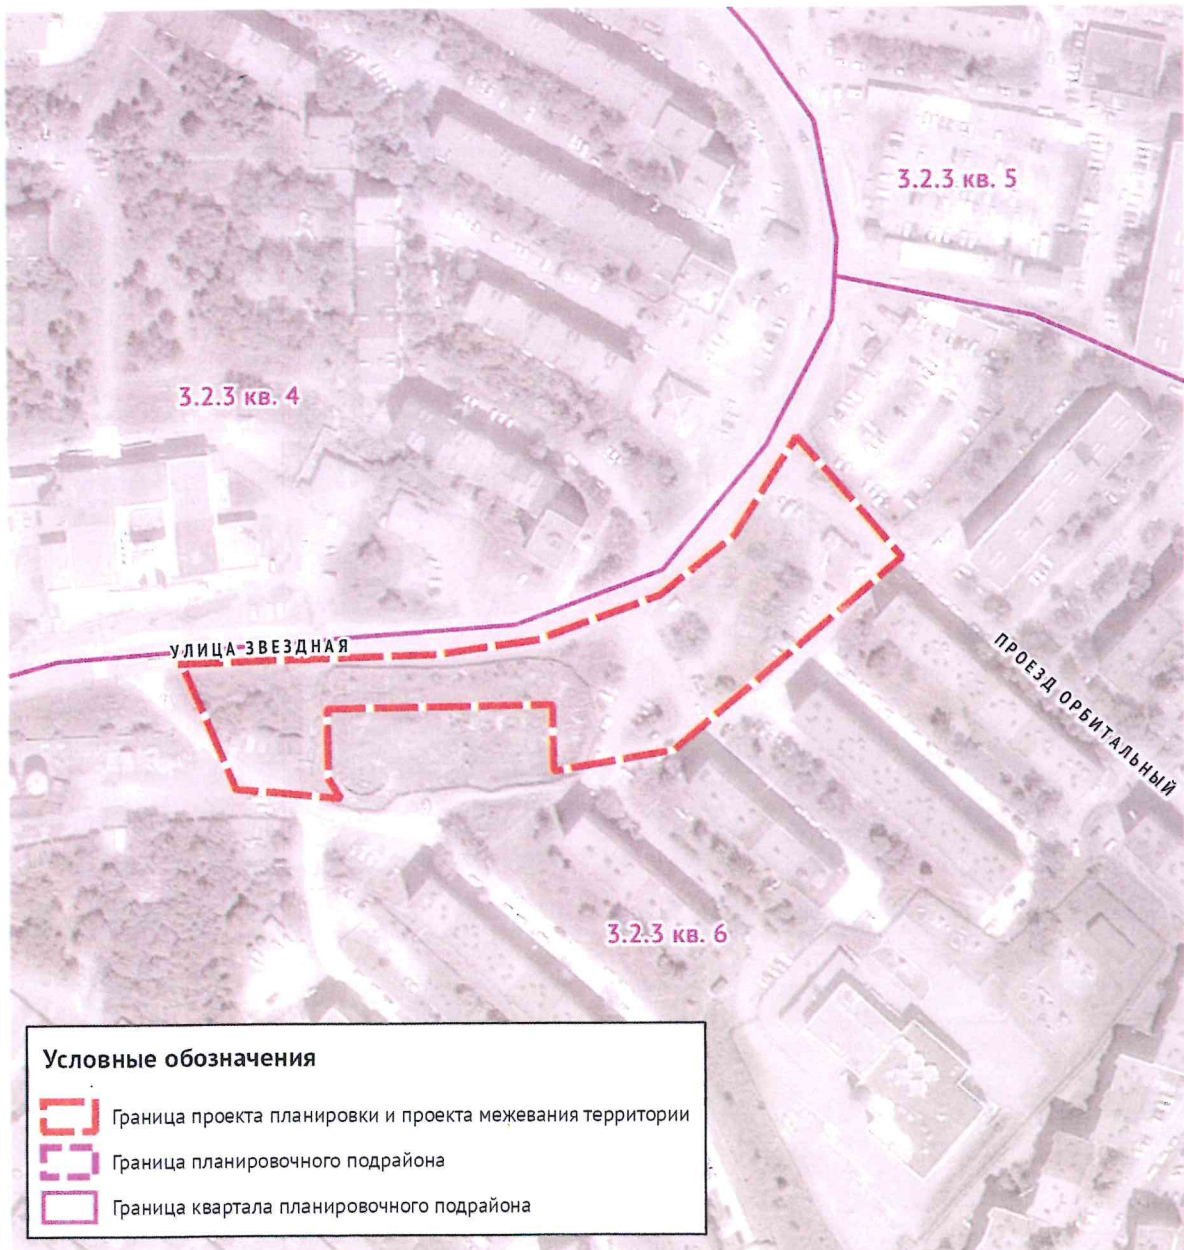 3.2.3 кв. 5
3.2.3 кв. 4
УЛИЦА ЗВЕЗДНАЯ
ПРОЕЗД ОРБИТАЛЬНЫЙ
3.2.3 кв. 6
Условные обозначения
Граница проекта планировки и проекта межевания территории
Граница планировочного подрайона
Граница квартала планировочного подрайона